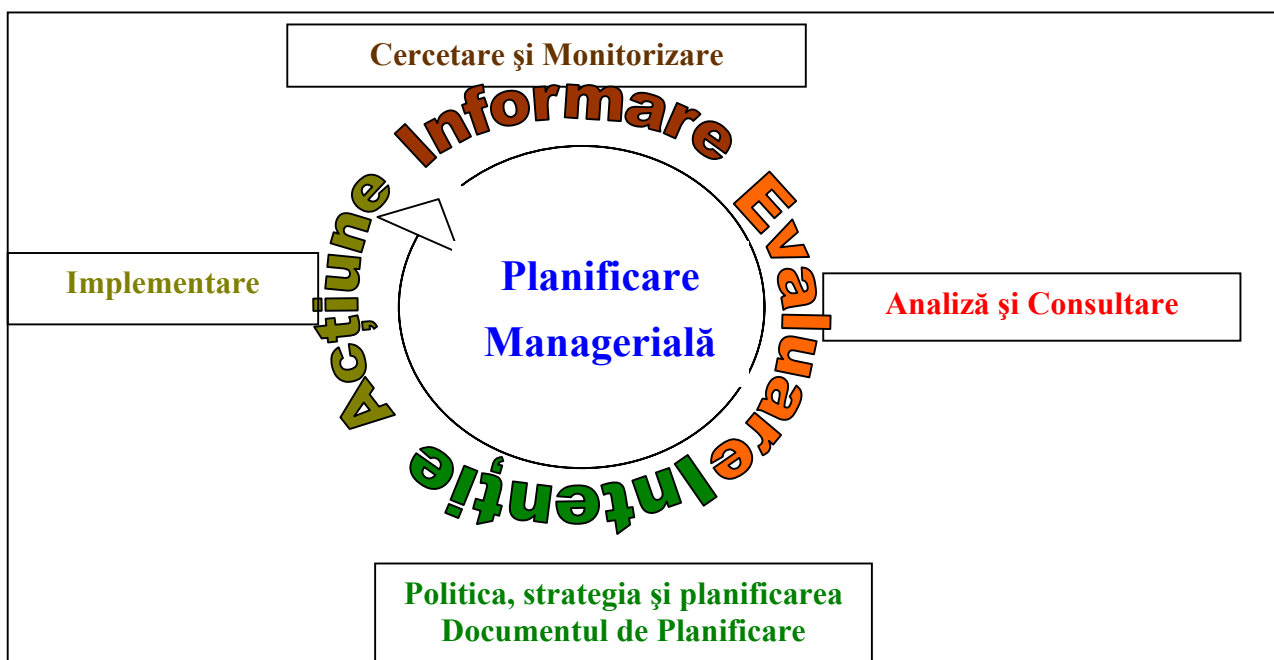 Cercetare şi Monitorizare
Informare
Evaluare
Acţiune
Implementare
Planificare
Managerială
Analiză şi Consultare
Intenţie
Politica, strategia şi planificarea
Documentul de Planificare